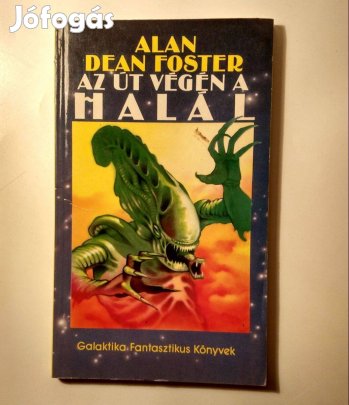 Jófogás
ALAN
DEAN FOSTER
AZ ÚT VÉGÉN A
HALÁL
Galaktika Fantasztikus Könyvek